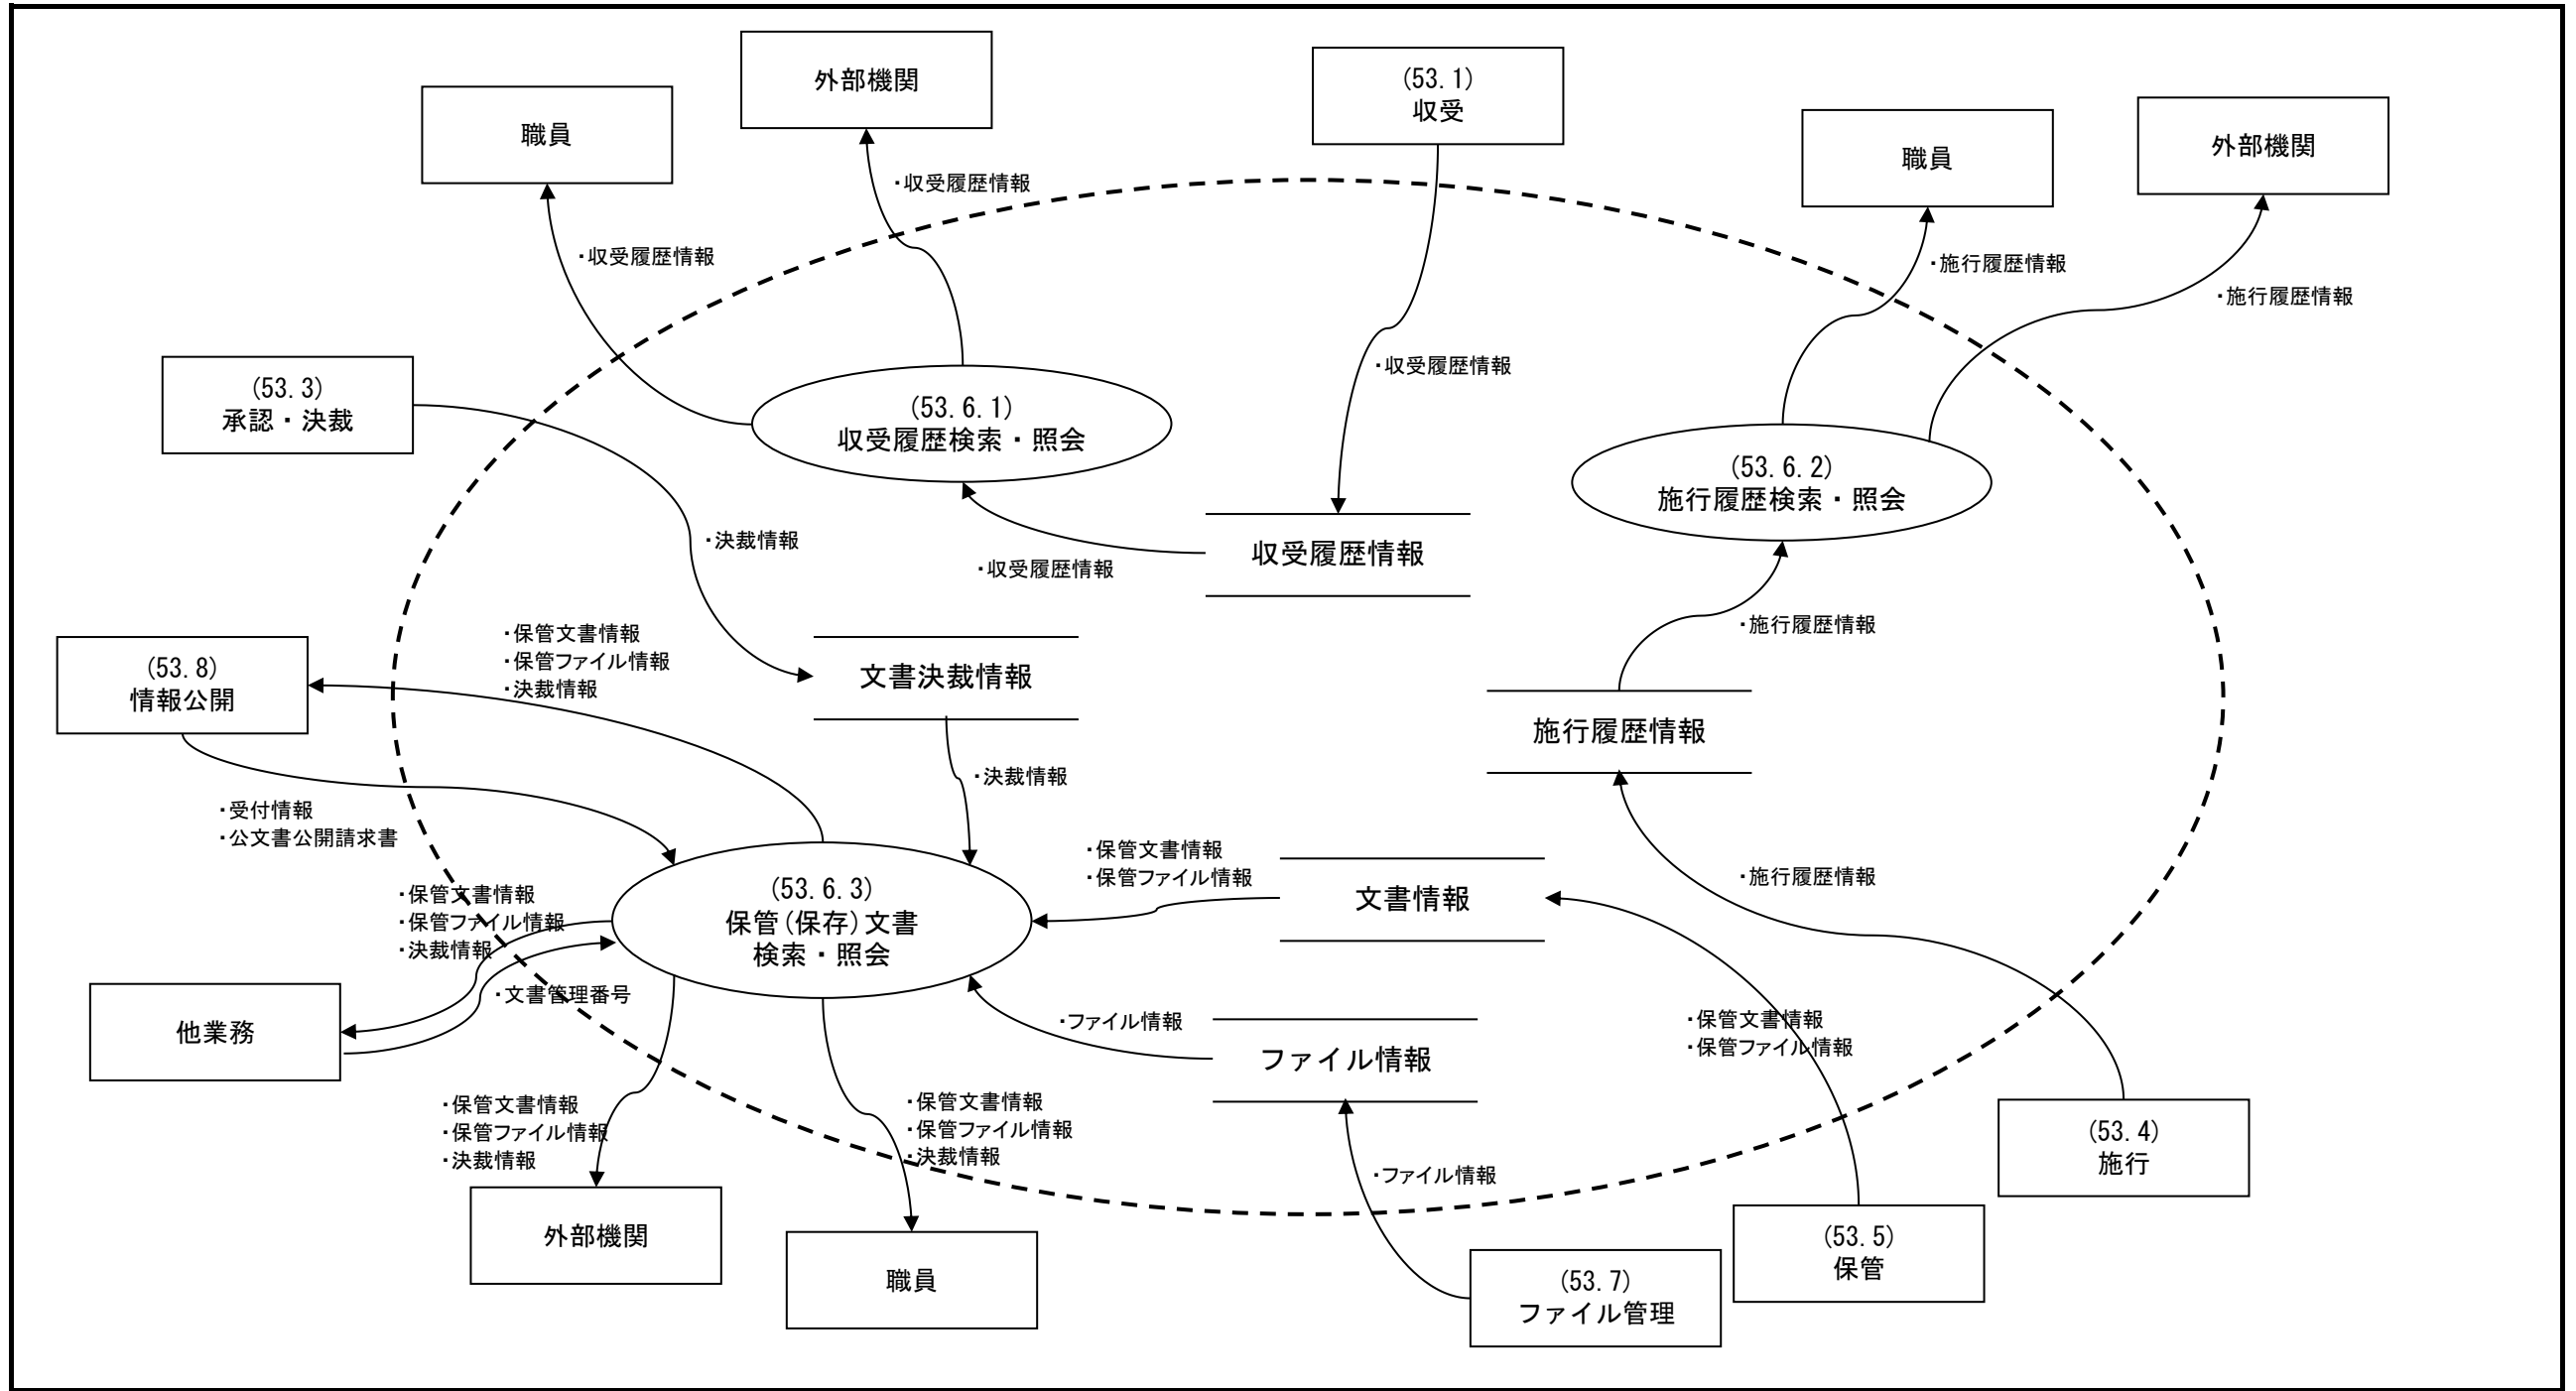 外部機関
(53.1)
収受
職員
職員
外部機関
・収受履歴情報
・収受履歴情報
・施行履歴情報
・施行履歴情報
・収受履歴情報
(53.3)
承認・決裁
(53.6.1)
収受履歴検索・照会
(53.6.2)
施行履歴検索・照会
・決裁情報
収受履歴情報
・収受履歴情報
・保管文書情報
・保管ファイル情報
・決裁情報
・施行履歴情報
(53.8)
情報公開
文書決裁情報
施行履歴情報
・決裁情報
・受付情報
・公文書公開請求書
・保管文書情報
・保管ファイル情報
・施行履歴情報
・保管文書情報
・保管ファイル情報
・決裁情報
(53.6.3)
保管(保存)文書
検索・照会
文書情報
・文書管理番号
他業務
・ファイル情報
ファイル情報
・保管文書情報
・保管ファイル情報
・保管文書情報
・保管ファイル情報
・決裁情報
・保管文書情報
・保管ファイル情報
・決裁情報
(53.4)
施行
・ファイル情報
外部機関
職員
(53.5)
保管
(53.7)
ファイル管理